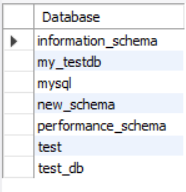 Database
information_schema
my_testdb
mysql
new_schema
performance_schema
test
test_db